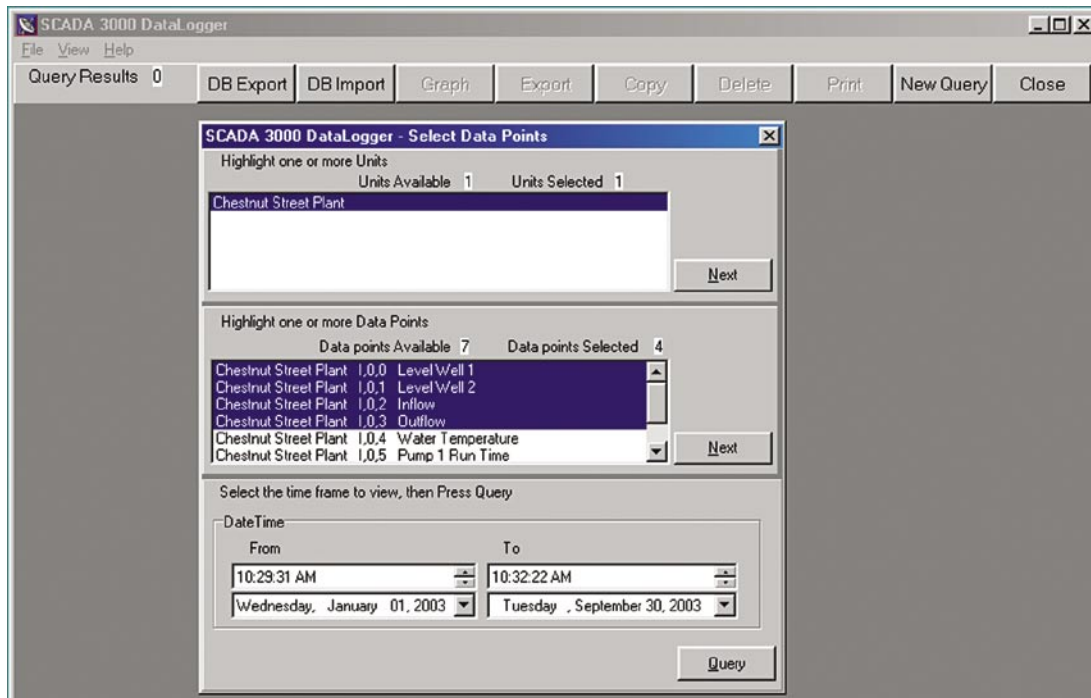 SCADA 3000 DataLogger
File View Help
Query Results 0 DB Export DB Import Graph Export Copy Delete Print New Query Close
SCADA 3000 DataLogger - Select Data Points
Highlight one or more Units
Units Available 1 Units Selected 1
Chestnut Street Plant
Next
Highlight one or more Data Points
Data points Available 7 Data points Selected 4
Chestnut Street Plant I,0,0 Level Well 1
Chestnut Street Plant I,0,1 Level Well 2
Chestnut Street Plant I,0,2 Inflow
Chestnut Street Plant I,0,3 Outflow
Chestnut Street Plant I,0,4 Water Temperature
Chestnut Street Plant I,0,5 Pump 1 Run Time
Next
Select the time frame to view, then Press Query
DateTime
From To
10:29:31 AM 10:32:22 AM
Wednesday, January 01, 2003 Tuesday , September 30, 2003
Query